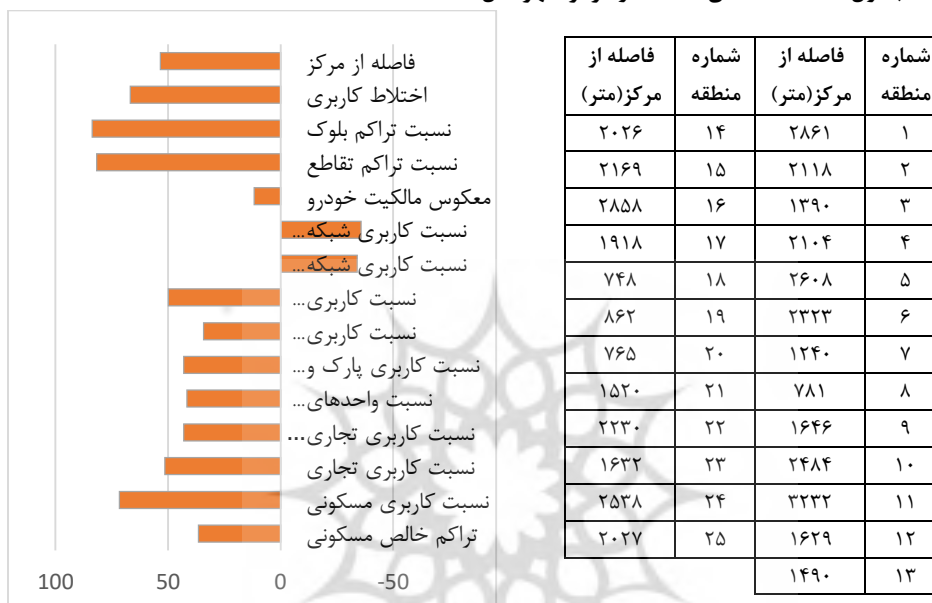 فاصله از مرکز
اختلاط کاربری
نسبت تراکم بلوک
نسبت تراکم تقاطع
معکوس مالکیت خودرو
نسبت کاربری شبکه...
نسبت کاربری شبکه...
نسبت کاربری...
نسبت کاربری...
نسبت کاربری پارک و...
نسبت واحدهای...
نسبت کاربری تجاری...
نسبت کاربری تجاری
نسبت کاربری مسکونی
تراکم خالص مسکونی
100 50 0 -50
شماره منطقه فاصله از مرکز(متر) شماره منطقه فاصله از مرکز(متر)
۱ ۲۸۶۱ ۱۴ ۲۰۲۶
۲ ۲۱۱۸ ۱۵ ۲۱۶۹
۳ ۱۳۹۰ ۱۶ ۲۸۵۸
۴ ۲۱۰۴ ۱۷ ۱۹۱۸
۵ ۲۶۰۸ ۱۸ ۷۴۸
۶ ۲۳۲۳ ۱۹ ۸۶۲
۷ ۱۲۴۰ ۲۰ ۷۶۵
۸ ۷۸۱ ۲۱ ۱۵۲۰
۹ ۱۶۴۶ ۲۲ ۲۲۳۰
۱۰ ۲۴۸۴ ۲۳ ۱۶۳۲
۱۱ ۳۲۳۲ ۲۴ ۲۵۳۸
۱۲ ۱۶۲۹ ۲۵ ۲۰۲۷
۱۳ ۱۴۹۰